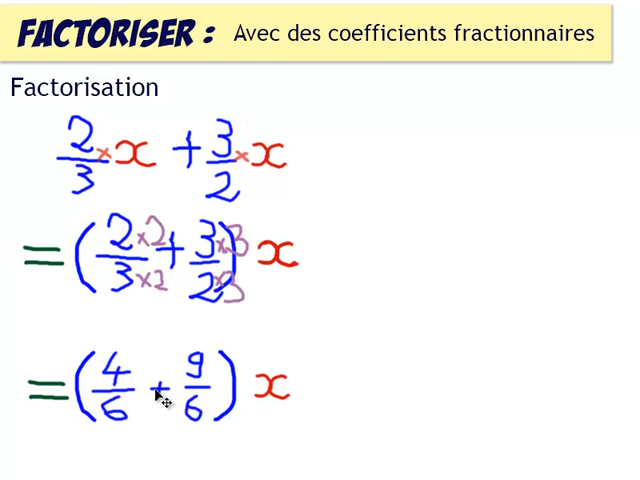 FACTORISER : Avec des coefficients fractionnaires
Factorisation
2/3 × x + 3/2 × x
= (2×2/3×2 + 3×3/2×3) x
= (4/6 + 9/6) x